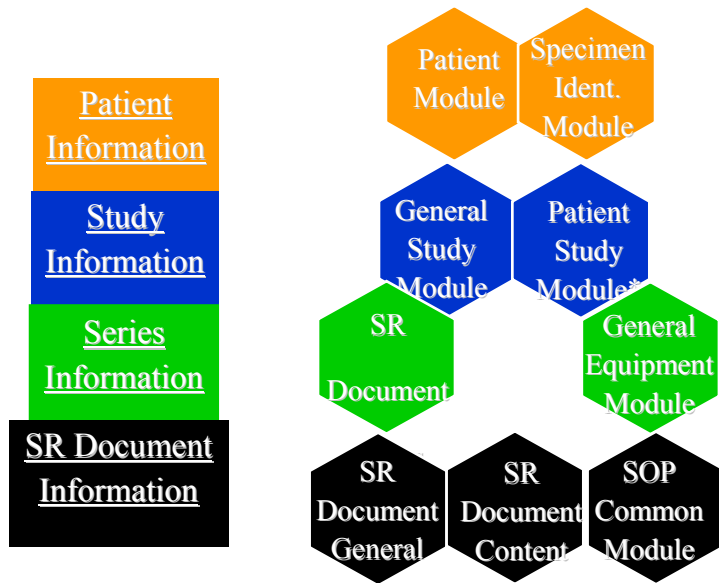 Patient
Information
Study
Information
Series
Information
SR Document
Information
Patient
Module
Specimen
Ident.
Module
General
Study
Module
Patient
Study
Module*
SR
Document
General
Equipment
Module
SR
Document
General
SR
Document
Content
SOP
Common
Module